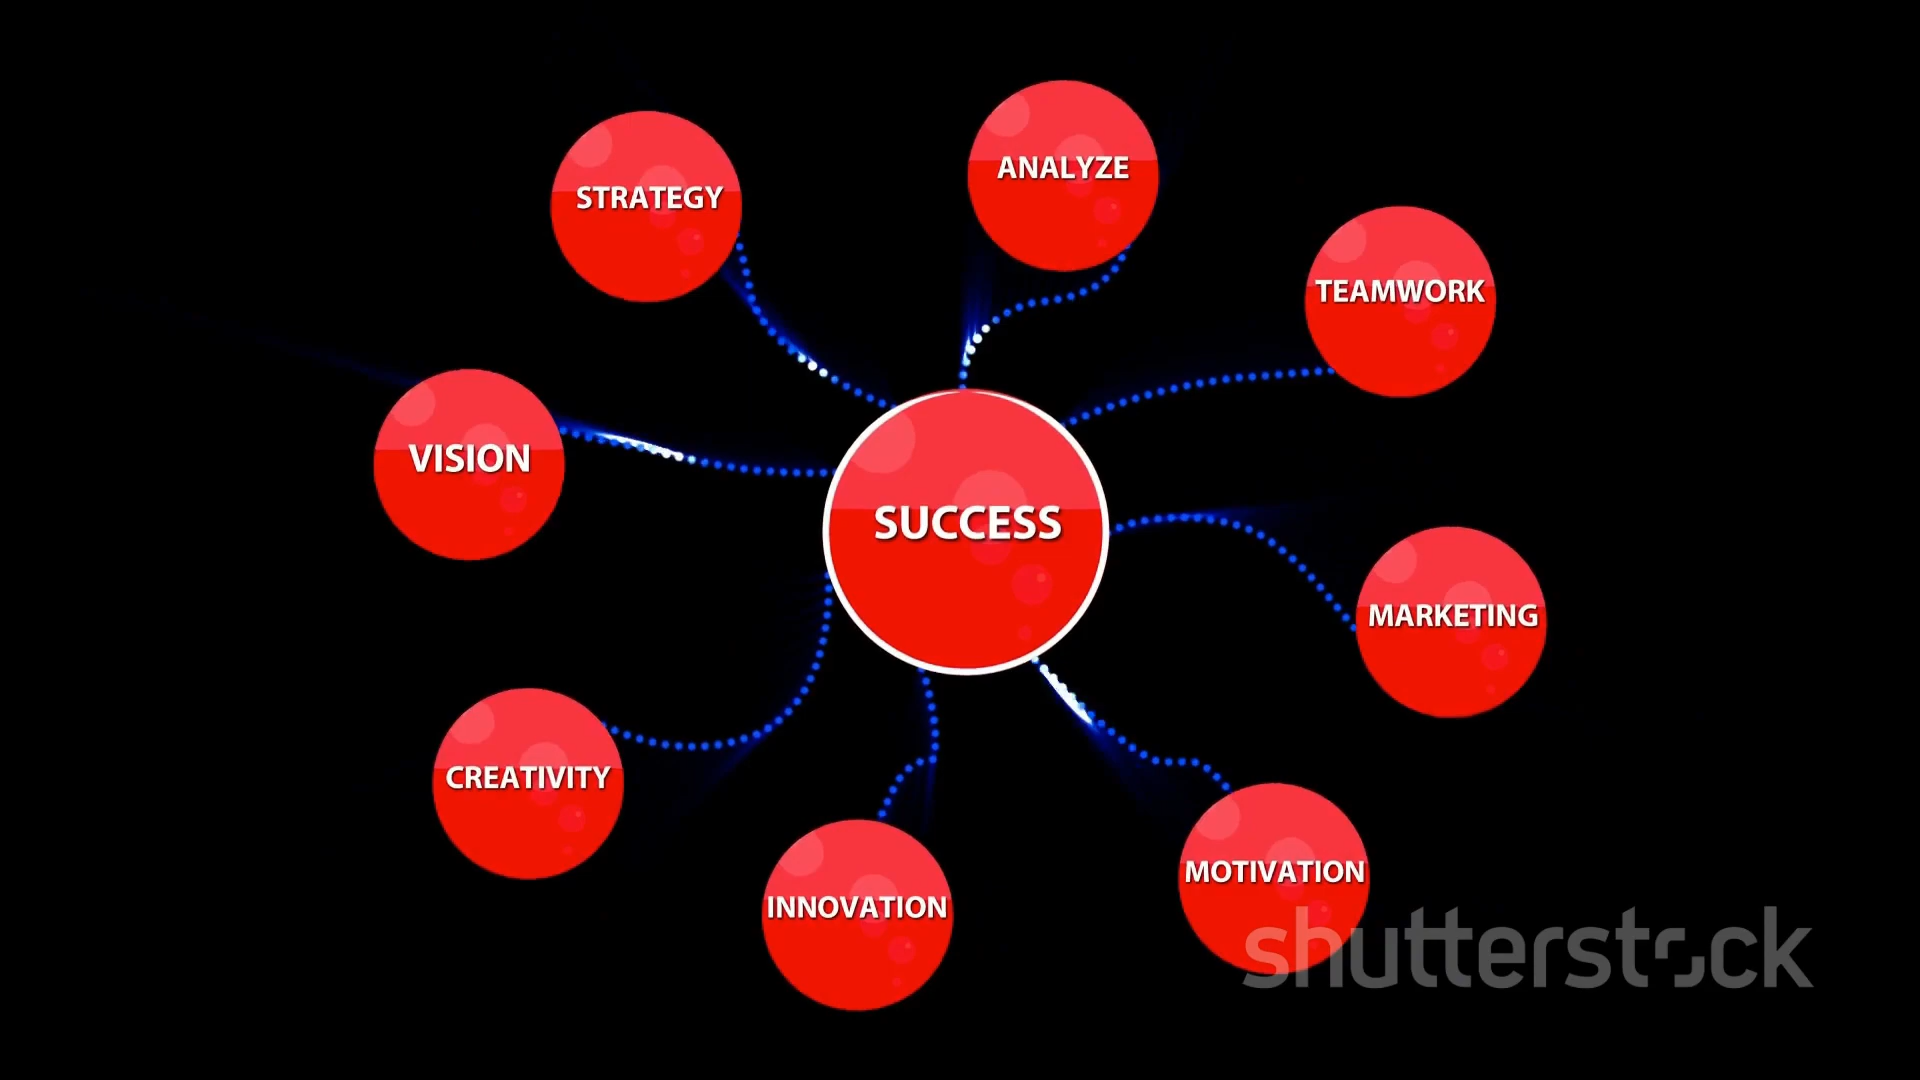 ANALYZE
STRATEGY
TEAMWORK
VISION
SUCCESS
MARKETING
CREATIVITY
MOTIVATION
INNOVATION
shutterstock